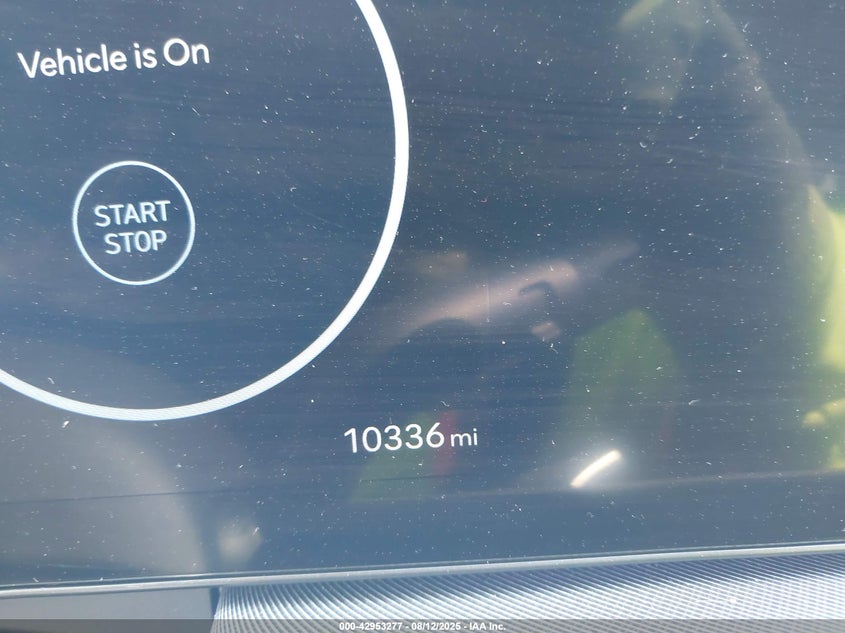 Vehicle is On
START
STOP
10336 mi
000-42953277 - 08/12/2025 - IAA Inc.